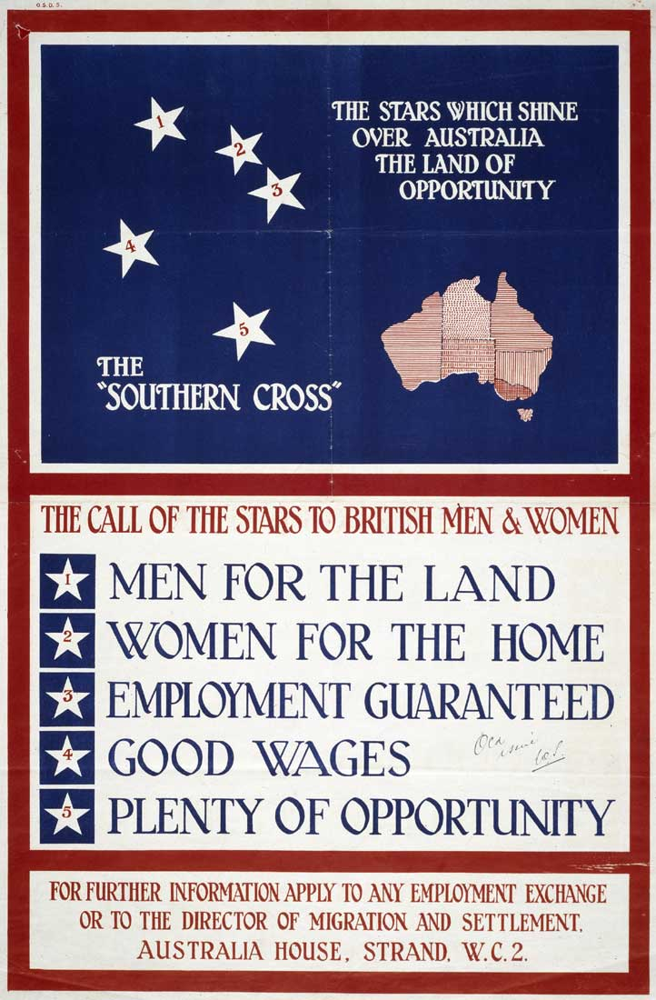 O.S.D.5.
THE STARS WHICH SHINE
OVER AUSTRALIA
THE LAND OF
OPPORTUNITY
1
2
3
4
5
THE
"SOUTHERN CROSS"
THE CALL OF THE STARS TO BRITISH MEN & WOMEN
1 MEN FOR THE LAND
2 WOMEN FOR THE HOME
3 EMPLOYMENT GUARANTEED
4 GOOD WAGES
Old
issue
5 PLENTY OF OPPORTUNITY
FOR FURTHER INFORMATION APPLY TO ANY EMPLOYMENT EXCHANGE
OR TO THE DIRECTOR OF MIGRATION AND SETTLEMENT,
AUSTRALIA HOUSE, STRAND, W.C.2.